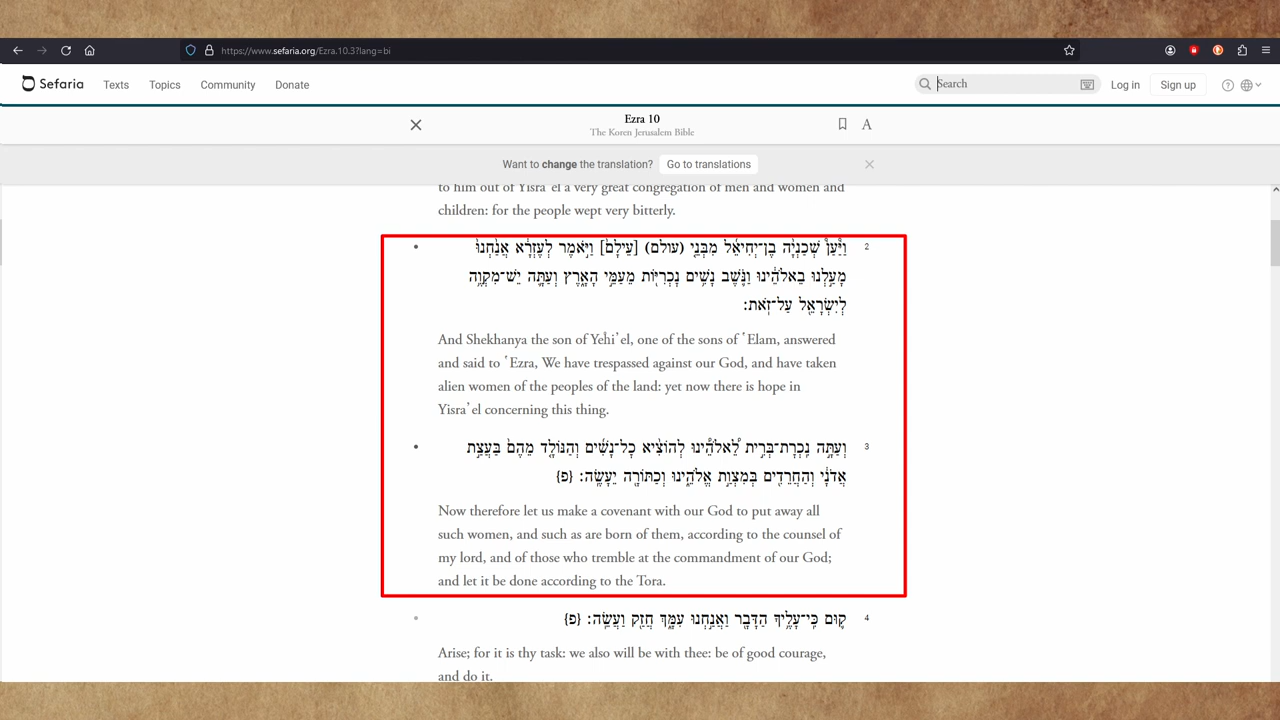 https://www.sefaria.org/Ezra.10.3?lang=bi
Sefaria Texts Topics Community Donate Search Log in Sign up
Ezra 10
The Koren Jerusalem Bible
A
Want to change the translation? Go to translations
to him out of Yisra᾽el a very great congregation of men and women and
children: for the people wept very bitterly.
2
וַיַּ֩עַן֩ שְׁכַנְיָ֨ה בֶן־יְחִיאֵ֜ל מִבְּנֵ֤י (עולם) [עֵילָם֙] וַיֹּ֣אמֶר לְעֶזְרָ֔א אֲנַ֙חְנוּ֙
מָעַ֣לְנוּ בֵאלֹהֵ֔ינוּ וַנֹּ֛שֶׁב נָשִׁ֥ים נׇכְרִיּ֖וֹת מֵעַמֵּ֣י הָאָ֑רֶץ וְעַתָּ֛ה יֵשׁ־מִקְוֶ֥ה
לְיִשְׂרָאֵ֖ל עַל־זֹֽאת׃
And Shekhanya the son of Yeĥi᾽el, one of the sons of ῾Elam, answered
and said to ῾Ezra, We have trespassed against our God, and have taken
alien women of the peoples of the land: yet now there is hope in
Yisra᾽el concerning this thing.
3
וְעַתָּ֣ה נִֽכְרׇת־בְּרִ֣ית לֵ֠אלֹהֵ֠ינוּ לְהוֹצִ֨יא כׇל־נָשִׁ֜ים וְהַנּוֹלָ֤ד מֵהֶם֙ בַּעֲצַ֣ת
אֲדֹנָ֔י וְהַחֲרֵדִ֖ים בְּמִצְוַ֣ת אֱלֹהֵ֑ינוּ וְכַתּוֹרָ֖ה יֵעָשֶֽׂה׃ {פ}
Now therefore let us make a covenant with our God to put away all
such women, and such as are born of them, according to the counsel of
my lord, and of those who tremble at the commandment of our God;
and let it be done according to the Tora.
4
ק֛וּם כִּֽי־עָלֶ֥יךָ הַדָּבָ֖ר וַאֲנַ֣חְנוּ עִמָּ֑ךְ חֲזַ֖ק וַעֲשֵֽׂה׃ {פ}
Arise; for it is thy task: we also will be with thee: be of good courage,
and do it.